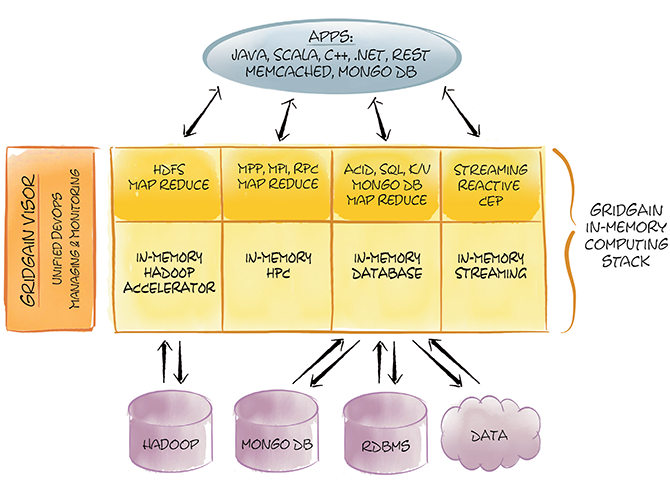 APPS:
JAVA, SCALA, C++, .NET, REST
MEMCACHED, MONGO DB
GRIDGAIN VISOR
UNIFIED DEVOPS
MANAGING & MONITORING
HDFS
MAP REDUCE
MPP, MPI, RPC
MAP REDUCE
ACID, SQL, K/V
MONGO DB
MAP REDUCE
STREAMING
REACTIVE
CEP
IN-MEMORY
HADOOP
ACCELERATOR
IN-MEMORY
HPC
IN-MEMORY
DATABASE
IN-MEMORY
STREAMING
GRIDGAIN
IN-MEMORY
COMPUTING
STACK
HADOOP
MONGO DB
RDBMS
DATA